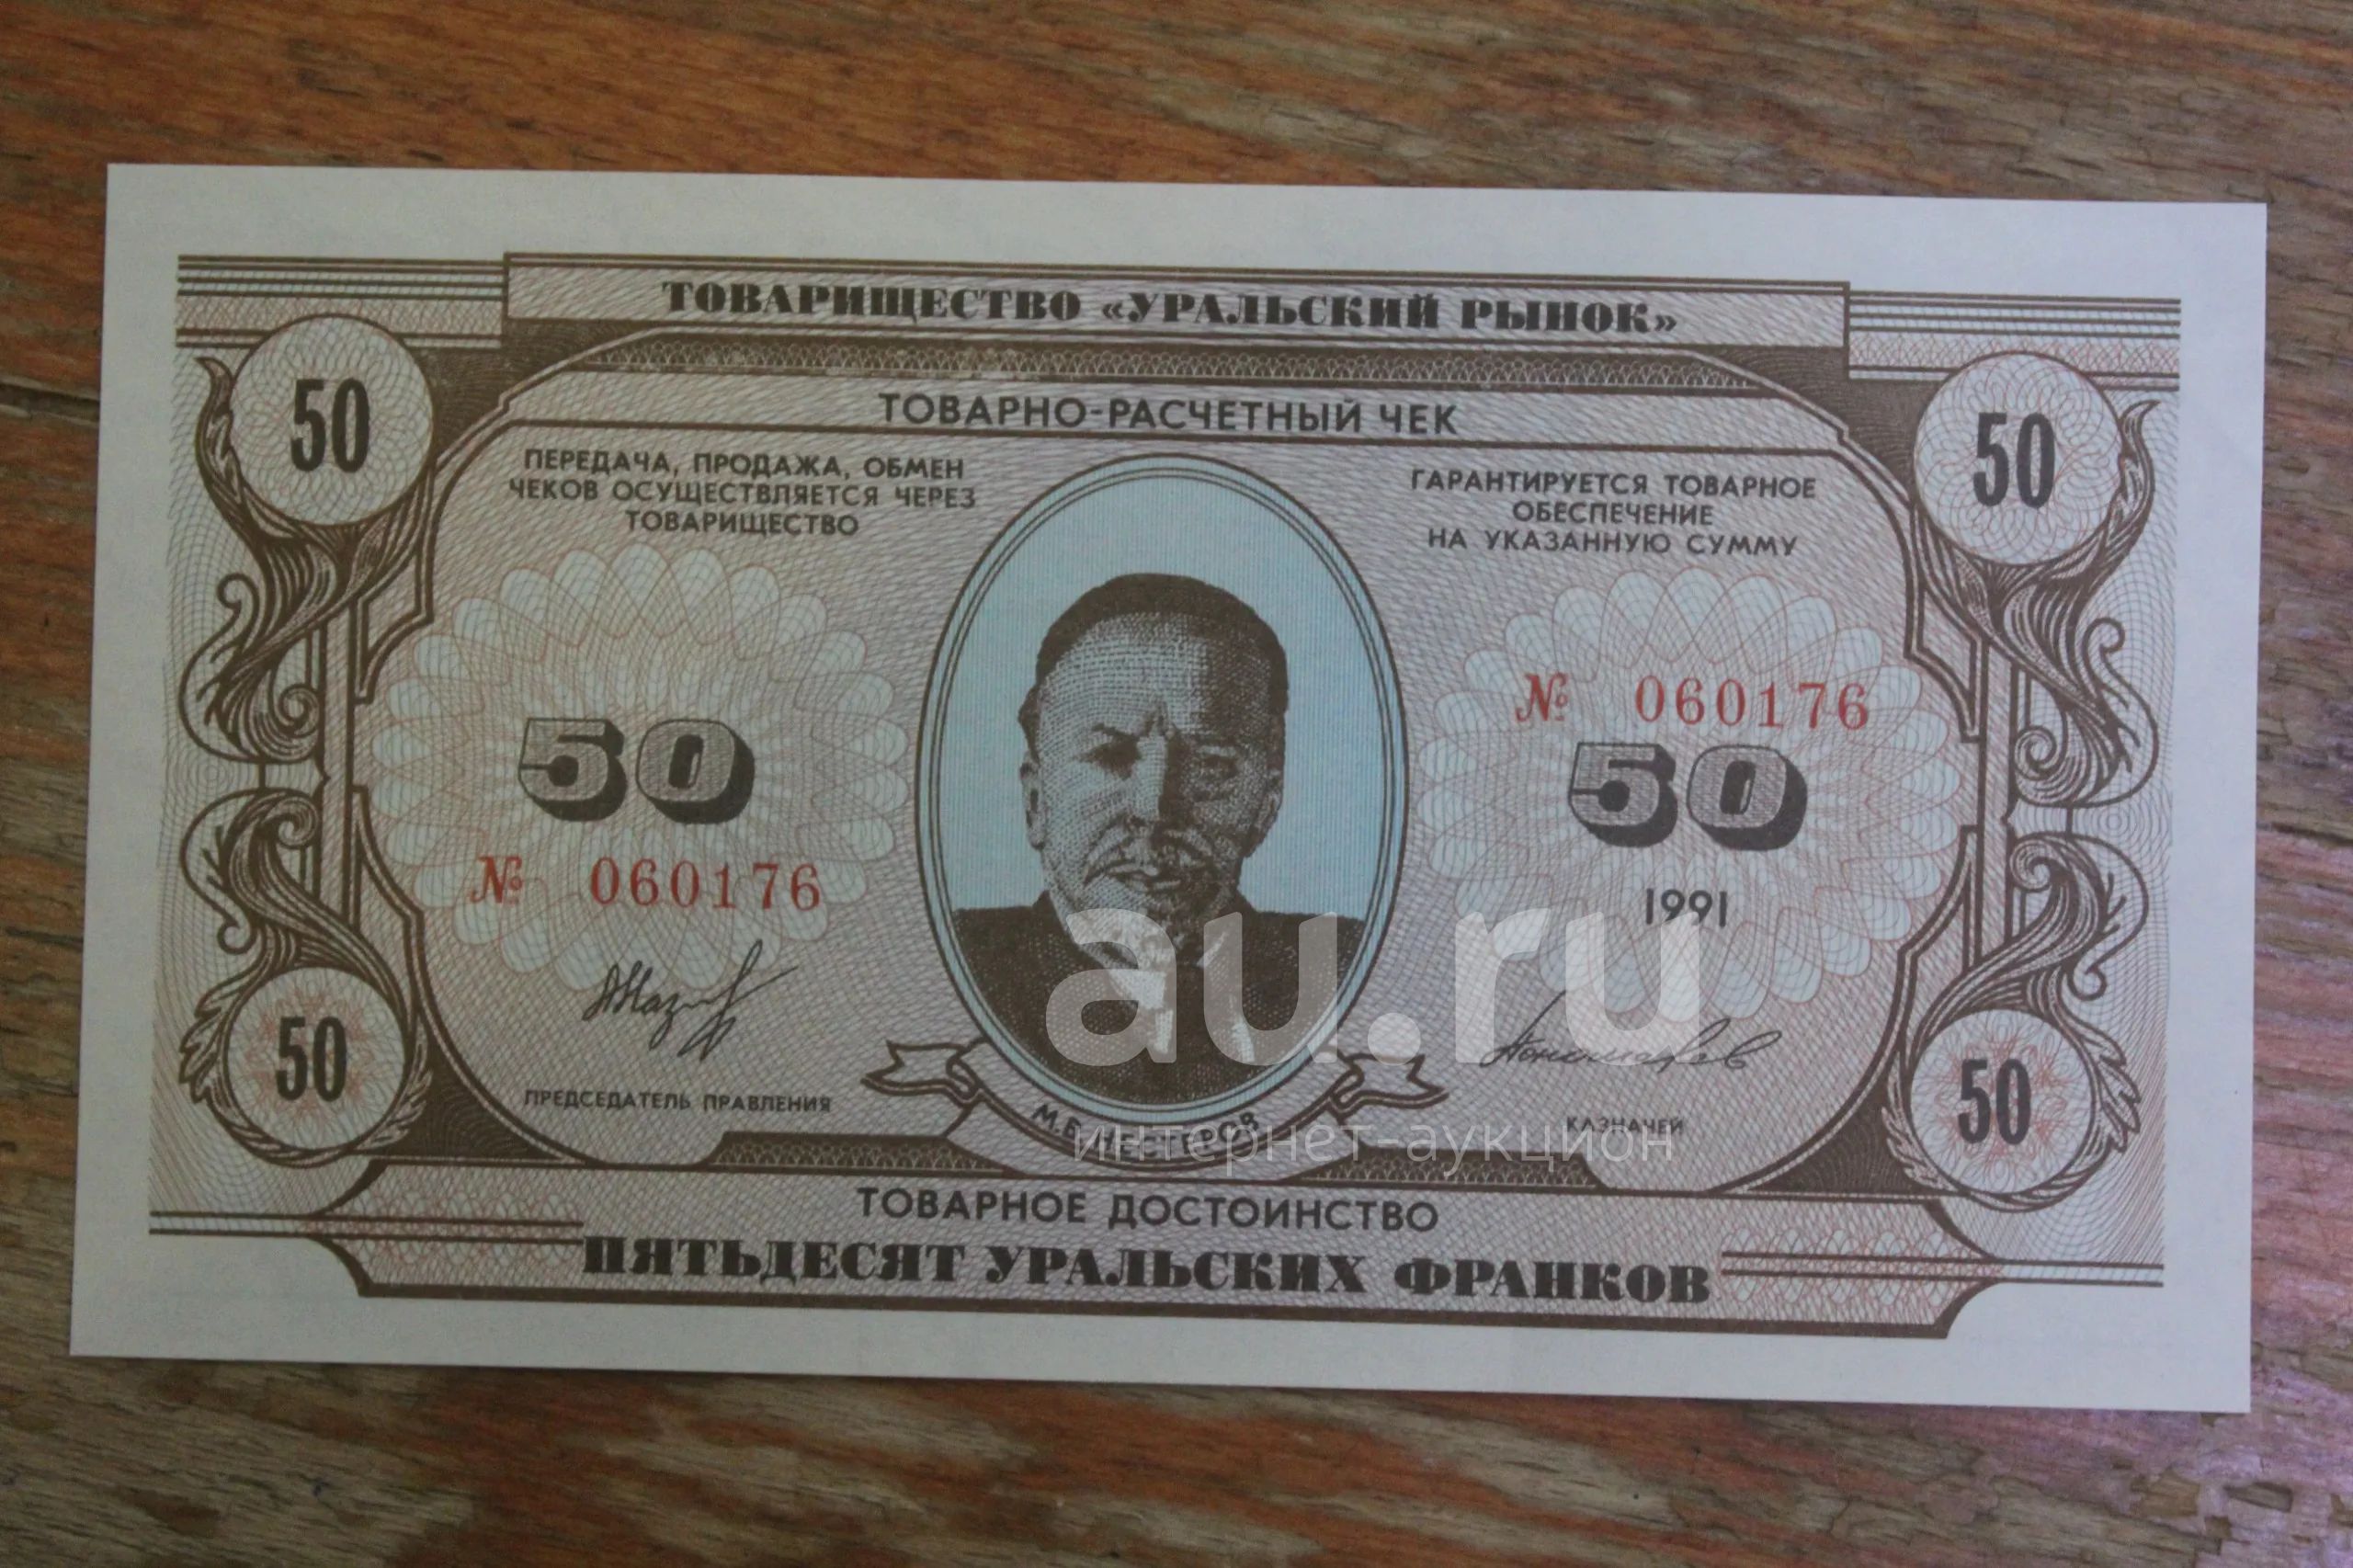 ТОВАРИЩЕСТВО «УРАЛЬСКИЙ РЫНОК»
ТОВАРНО-РАСЧЕТНЫЙ ЧЕК
50
50
ПЕРЕДАЧА, ПРОДАЖА, ОБМЕН
ЧЕКОВ ОСУЩЕСТВЛЯЕТСЯ ЧЕРЕЗ
ТОВАРИЩЕСТВО
ГАРАНТИРУЕТСЯ ТОВАРНОЕ
ОБЕСПЕЧЕНИЕ
НА УКАЗАННУЮ СУММУ
50
№ 060176
№ 060176
50
1991
au.ru
интернет-аукцион
ПРЕДСЕДАТЕЛЬ ПРАВЛЕНИЯ
М.Е. НЕСТЕРОВ
КАЗНАЧЕЙ
50
50
ТОВАРНОЕ ДОСТОИНСТВО
ПЯТЬДЕСЯТ УРАЛЬСКИХ ФРАНКОВ